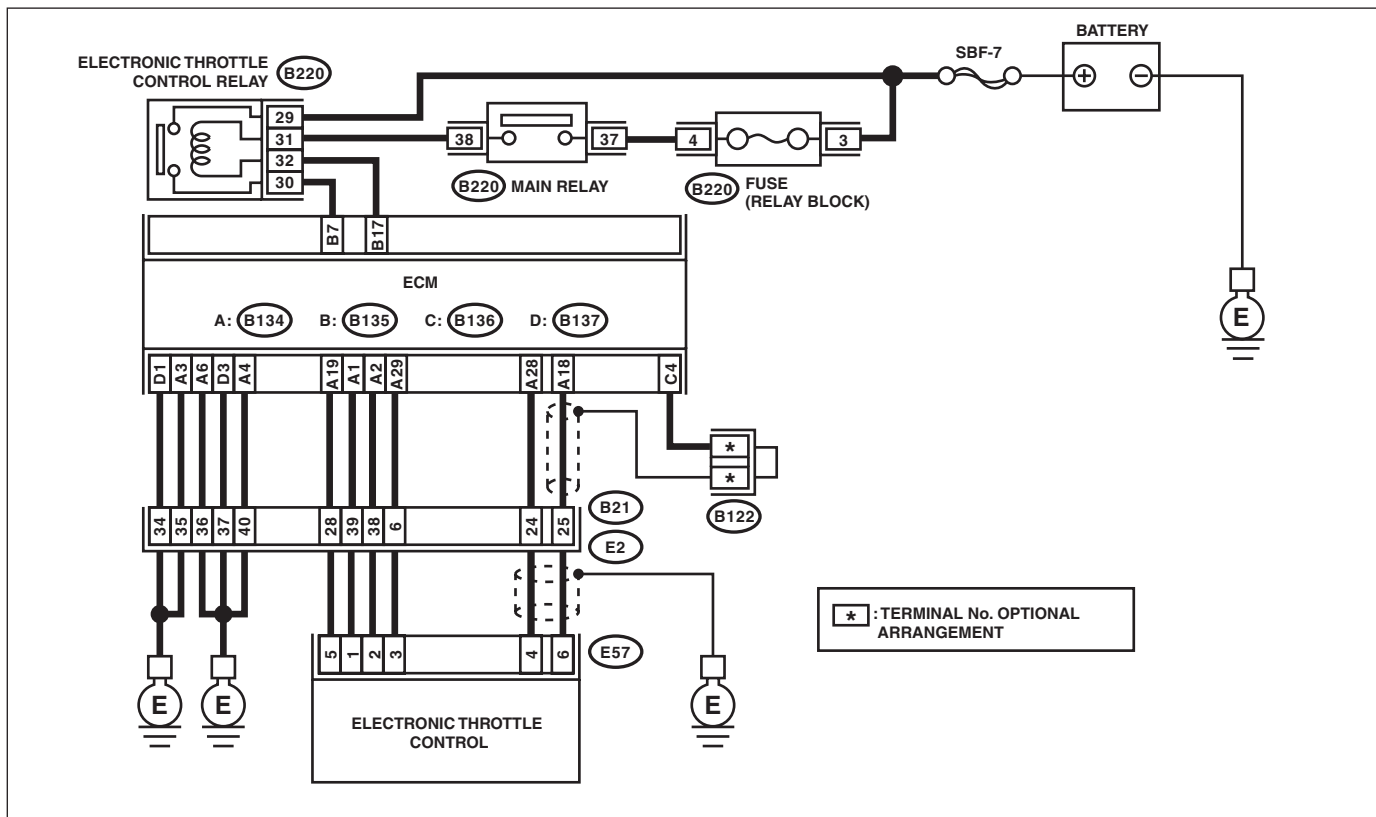 BATTERY
SBF-7
ELECTRONIC THROTTLE
CONTROL RELAY B220
29
31
32
30
38
37
4
3
B220 MAIN RELAY
B220 FUSE
(RELAY BLOCK)
B7
B17
E
ECM
A: B134 B: B135 C: B136 D: B137
D1 A3 A6 D3 A4 A19 A1 A2 A29 A28 A18 C4
*
*
B122
B21
34 35 36 37 40 28 39 38 6 24 25
E2
* : TERMINAL No. OPTIONAL
ARRANGEMENT
5 1 2 3 4 6
E57
E E E
ELECTRONIC THROTTLE
CONTROL